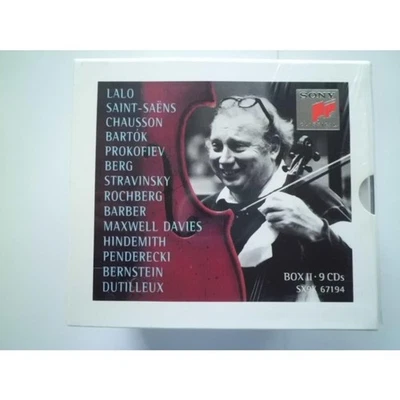 LALO
SAINT-SAËNS
CHAUSSON
BARTÓK
PROKOFIEV
BERG
STRAVINSKY
ROCHBERG
BARBER
MAXWELL DAVIES
HINDEMITH
PENDERECKI
BERNSTEIN
DUTILLEUX
SONY
BOX II · 9 CDs
SX9K 67194